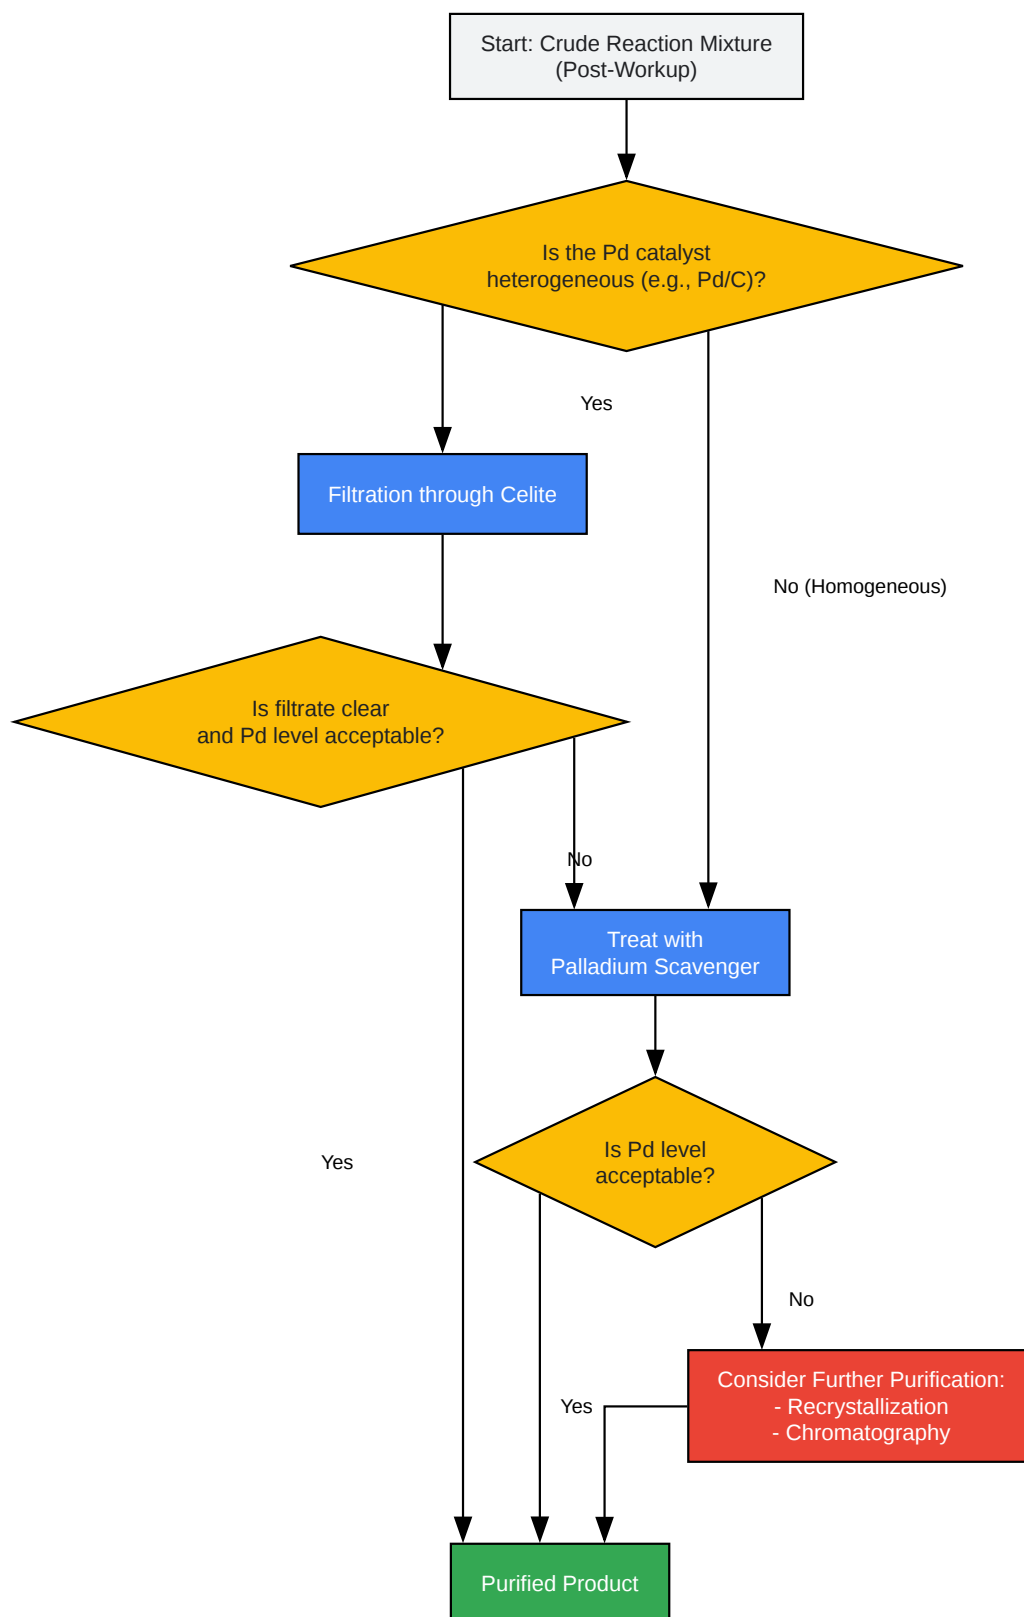 Start: Crude Reaction Mixture
(Post-Workup)
Is the Pd catalyst
heterogeneous (e.g., Pd/C)?
Yes
Filtration through Celite
No (Homogeneous)
Is filtrate clear
and Pd level acceptable?
No
Treat with
Palladium Scavenger
Is Pd level
acceptable?
Yes
No
Consider Further Purification:
- Recrystallization
- Chromatography
Yes
Purified Product